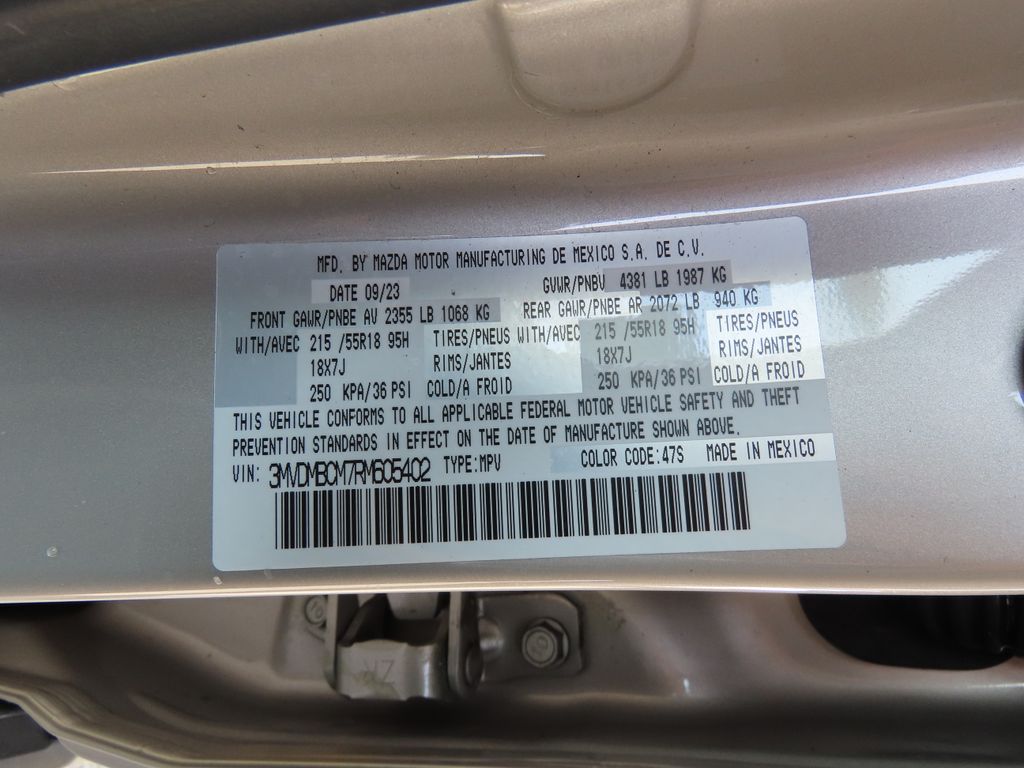 MFD. BY MAZDA MOTOR MANUFACTURING DE MEXICO S.A. DE C.V.
DATE 09/23 GVWR/PNBV 4381 LB 1987 KG
FRONT GAWR/PNBE AV 2355 LB 1068 KG REAR GAWR/PNBE AR 2072 LB 940 KG
WITH/AVEC 215 /55R18 95H TIRES/PNEUS WITH/AVEC 215 /55R18 95H TIRES/PNEUS
18X7J RIMS/JANTES 18X7J RIMS/JANTES
250 KPA/36 PSI COLD/A FROID 250 KPA/36 PSI COLD/A FROID
THIS VEHICLE CONFORMS TO ALL APPLICABLE FEDERAL MOTOR VEHICLE SAFETY AND THEFT
PREVENTION STANDARDS IN EFFECT ON THE DATE OF MANUFACTURE SHOWN ABOVE.
VIN: 3MVDMBCM7RM605402 TYPE:MPV COLOR CODE:47S MADE IN MEXICO